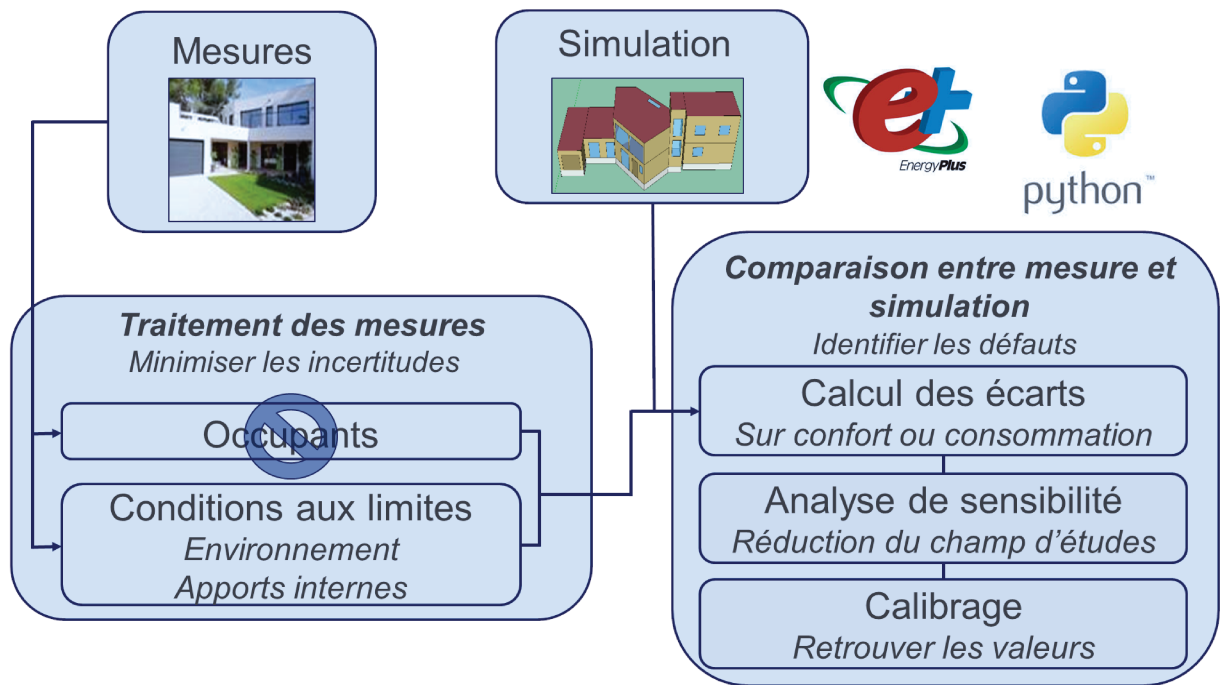 Mesures
Simulation
e+
EnergyPlus
python™
Traitement des mesures
Minimiser les incertitudes
Occupants
Conditions aux limites
Environnement
Apports internes
Comparaison entre mesure et
simulation
Identifier les défauts
Calcul des écarts
Sur confort ou consommation
Analyse de sensibilité
Réduction du champ d’études
Calibrage
Retrouver les valeurs